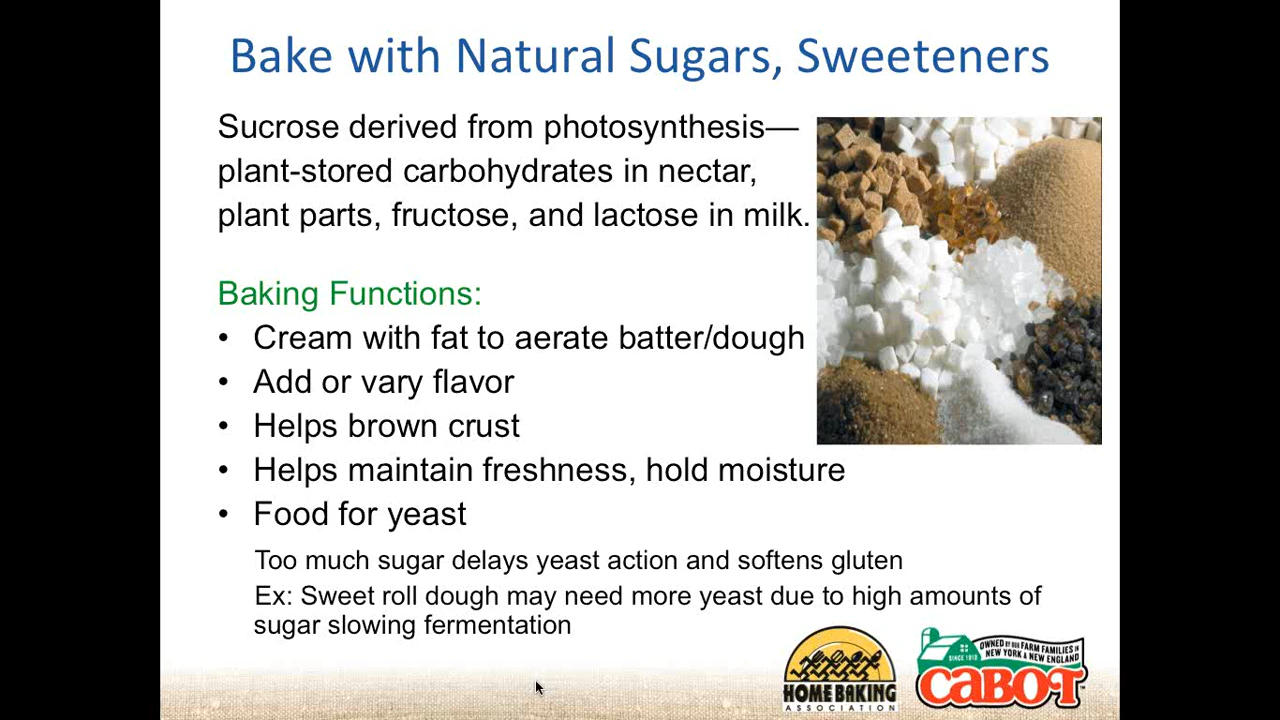 Bake with Natural Sugars, Sweeteners
Sucrose derived from photosynthesis—
plant-stored carbohydrates in nectar,
plant parts, fructose, and lactose in milk.
Baking Functions:
• Cream with fat to aerate batter/dough
• Add or vary flavor
• Helps brown crust
• Helps maintain freshness, hold moisture
• Food for yeast
Too much sugar delays yeast action and softens gluten
Ex: Sweet roll dough may need more yeast due to high amounts of
sugar slowing fermentation
HOME BAKING
ASSOCIATION
OWNED BY OUR FARM FAMILIES IN
NEW YORK & NEW ENGLAND
SINCE 1919
CABOT